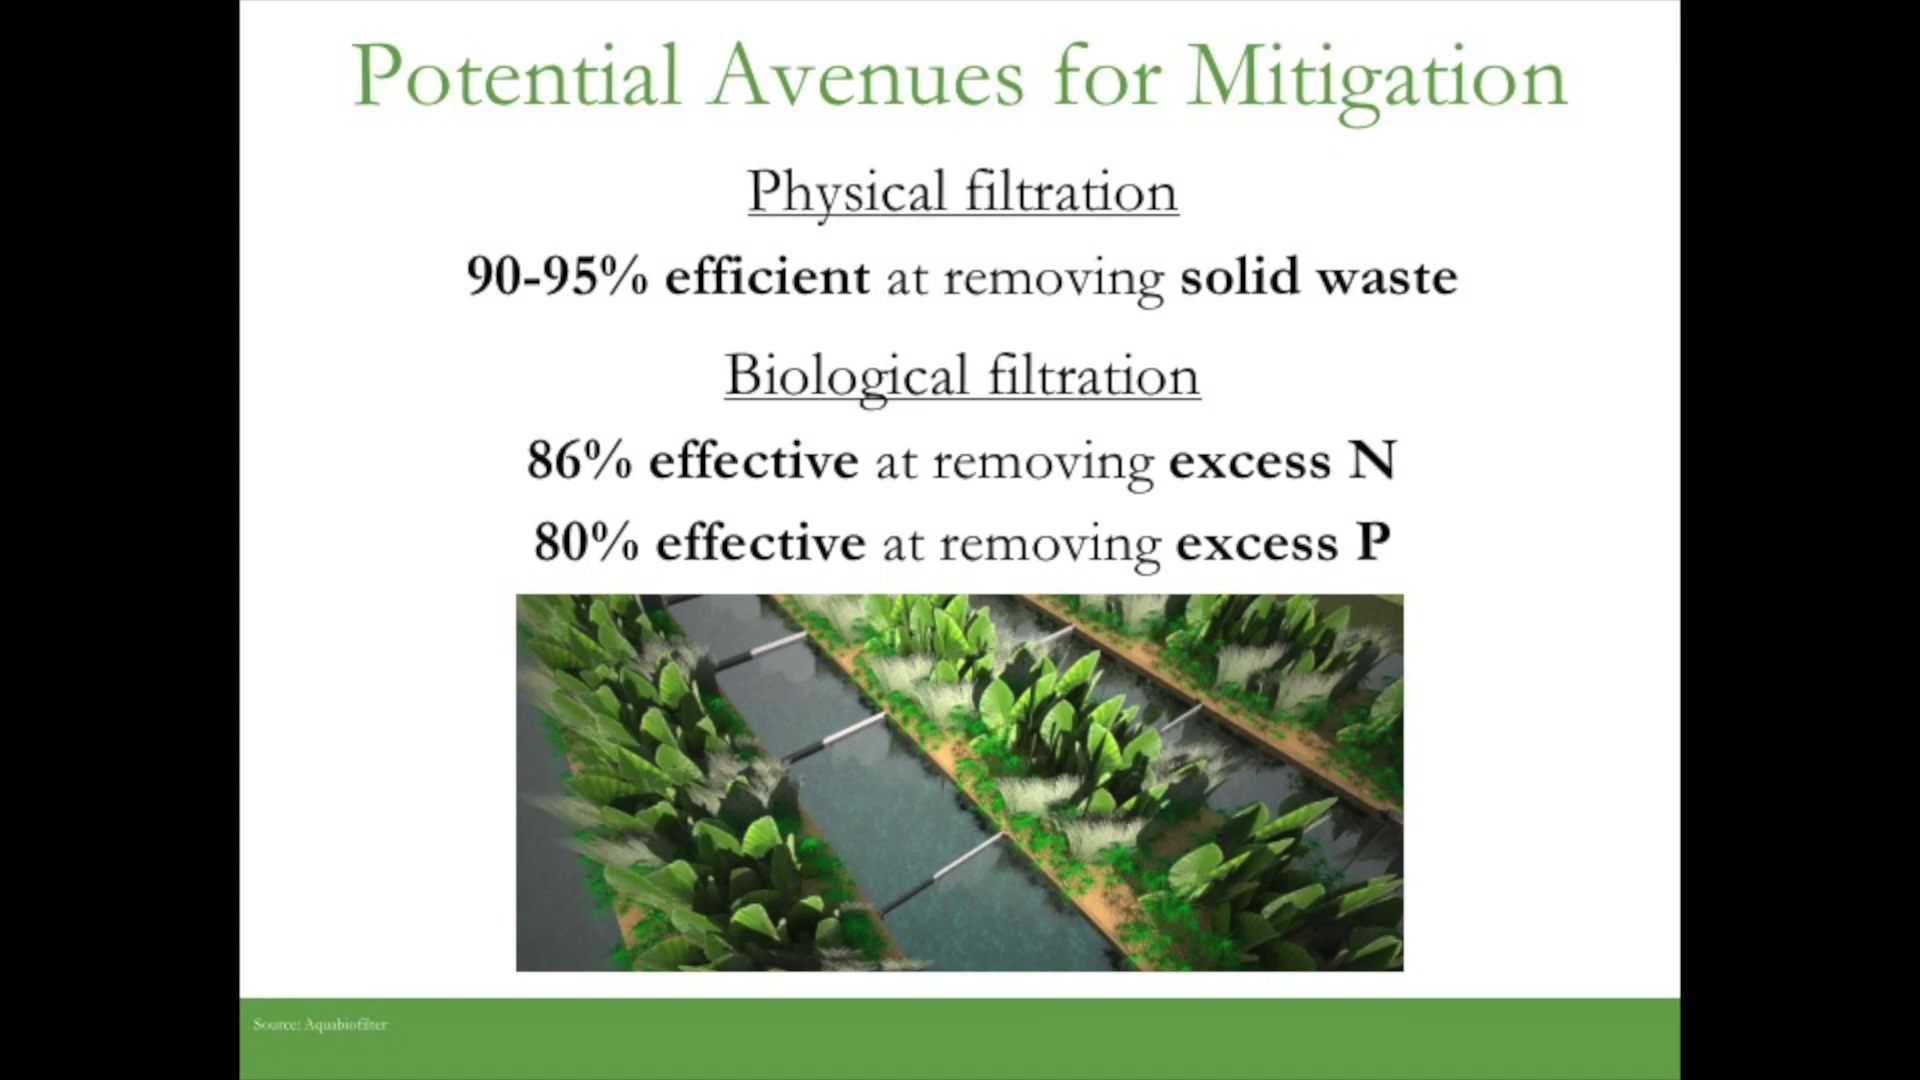 Potential Avenues for Mitigation
Physical filtration
90-95% efficient at removing solid waste
Biological filtration
86% effective at removing excess N
80% effective at removing excess P
Source: Aquabiofilter